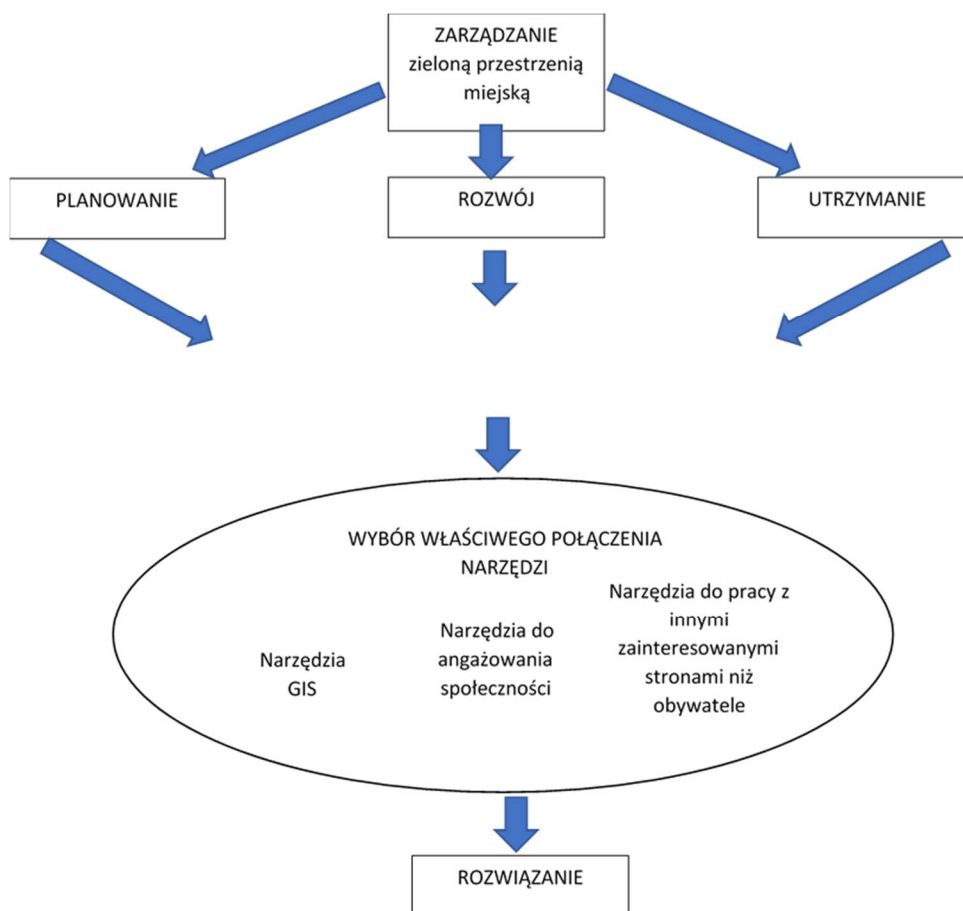 ZARZĄDZANIE
zieloną przestrzenią
miejską
PLANOWANIE
ROZWÓJ
UTRZYMANIE
WYBÓR WŁAŚCIWEGO POŁĄCZENIA
NARZĘDZI
Narzędzia
GIS
Narzędzia do
angażowania
społeczności
Narzędzia do pracy z
innymi
zainteresowanymi
stronami niż
obywatele
ROZWIĄZANIE